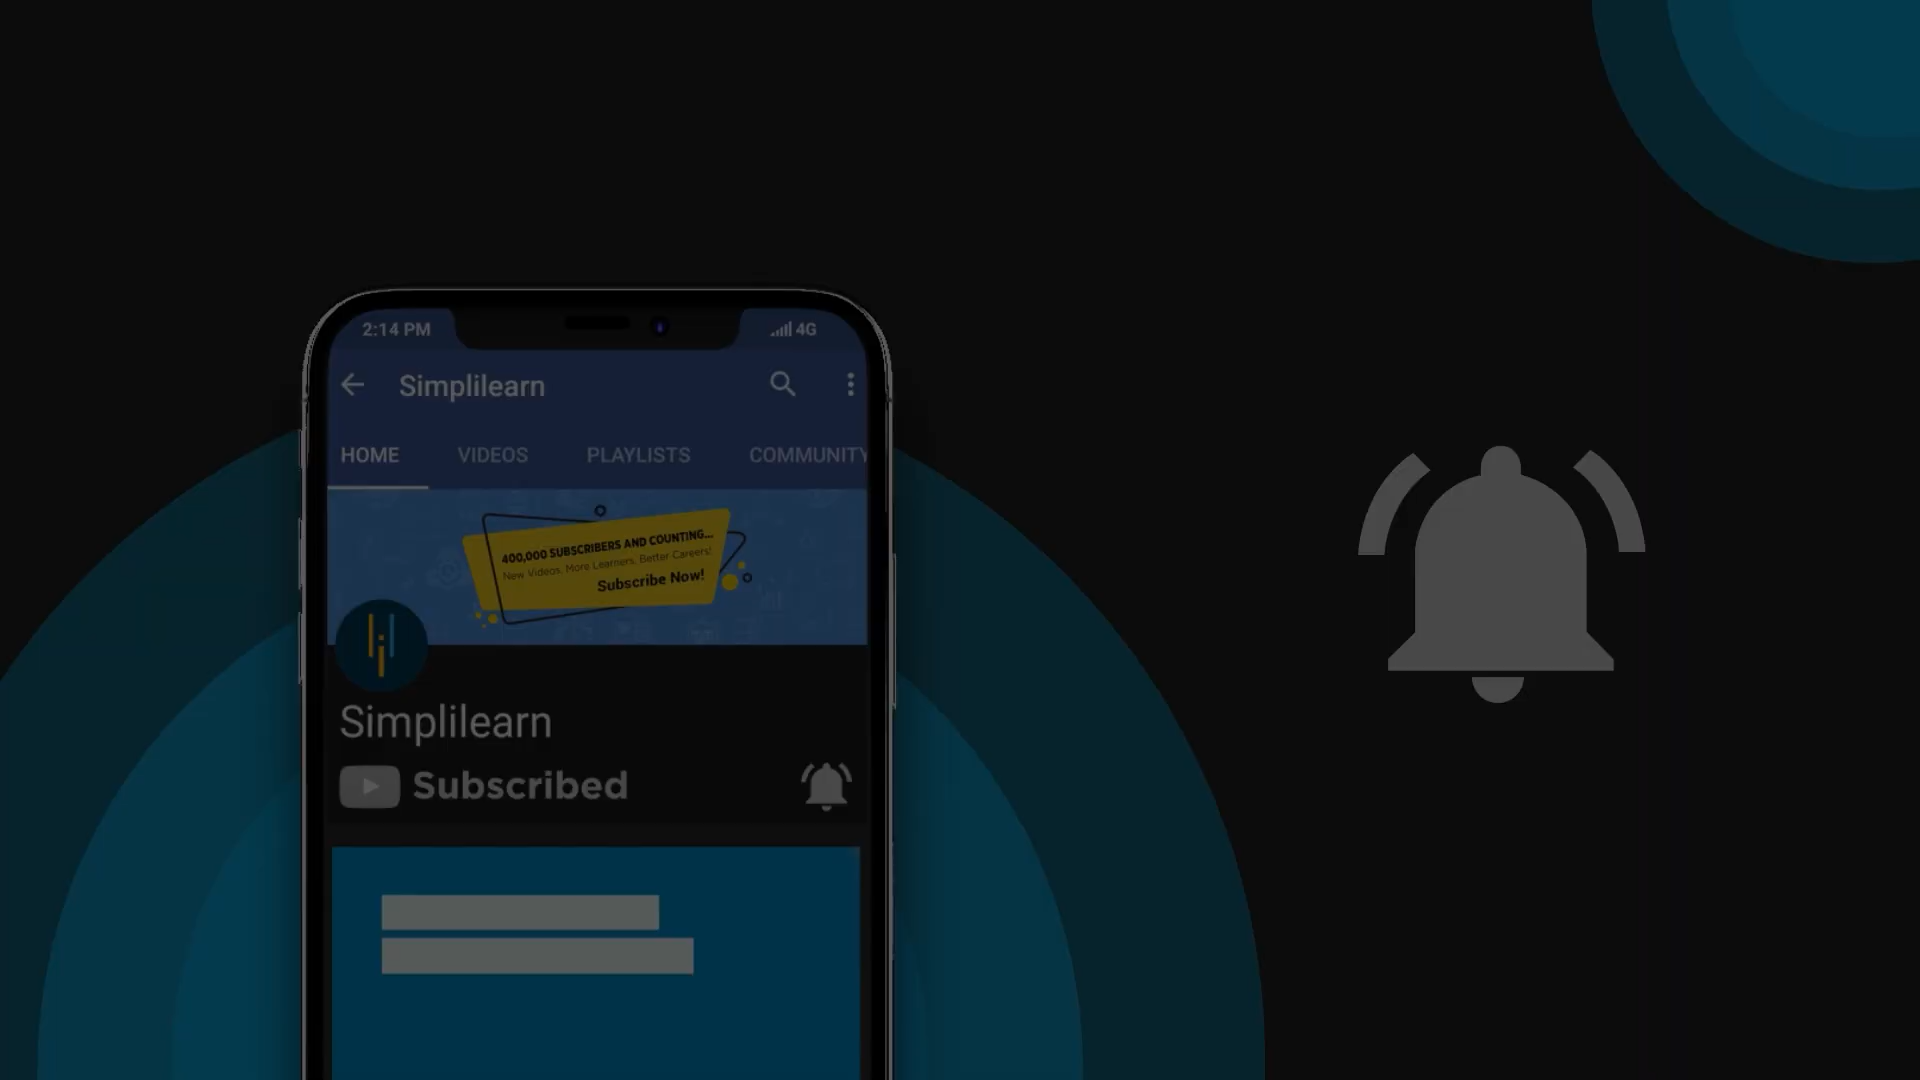 2:14 PM
4G
Simplilearn
HOME VIDEOS PLAYLISTS COMMUNITY
400,000 SUBSCRIBERS AND COUNTING...
New Videos, More Learners, Better Careers!
Subscribe Now!
Simplilearn
Subscribed